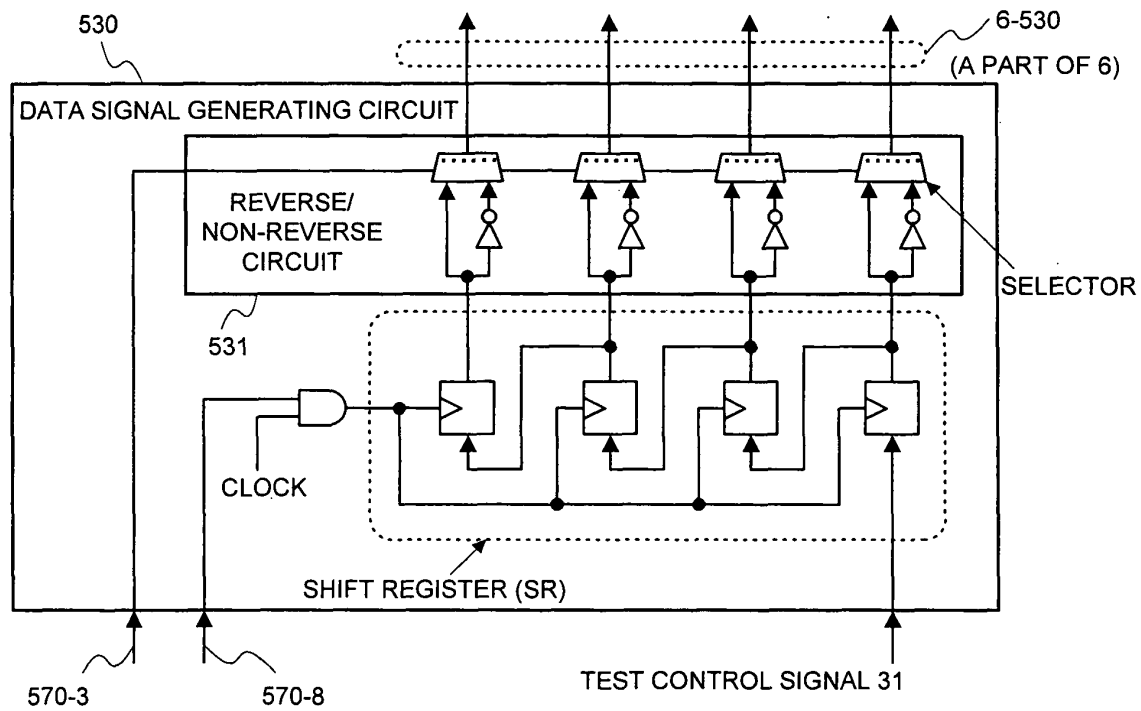 530
6-530
(A PART OF 6)
DATA SIGNAL GENERATING CIRCUIT
REVERSE/
NON-REVERSE
CIRCUIT
SELECTOR
531
CLOCK
SHIFT REGISTER (SR)
570-3
570-8
TEST CONTROL SIGNAL 31